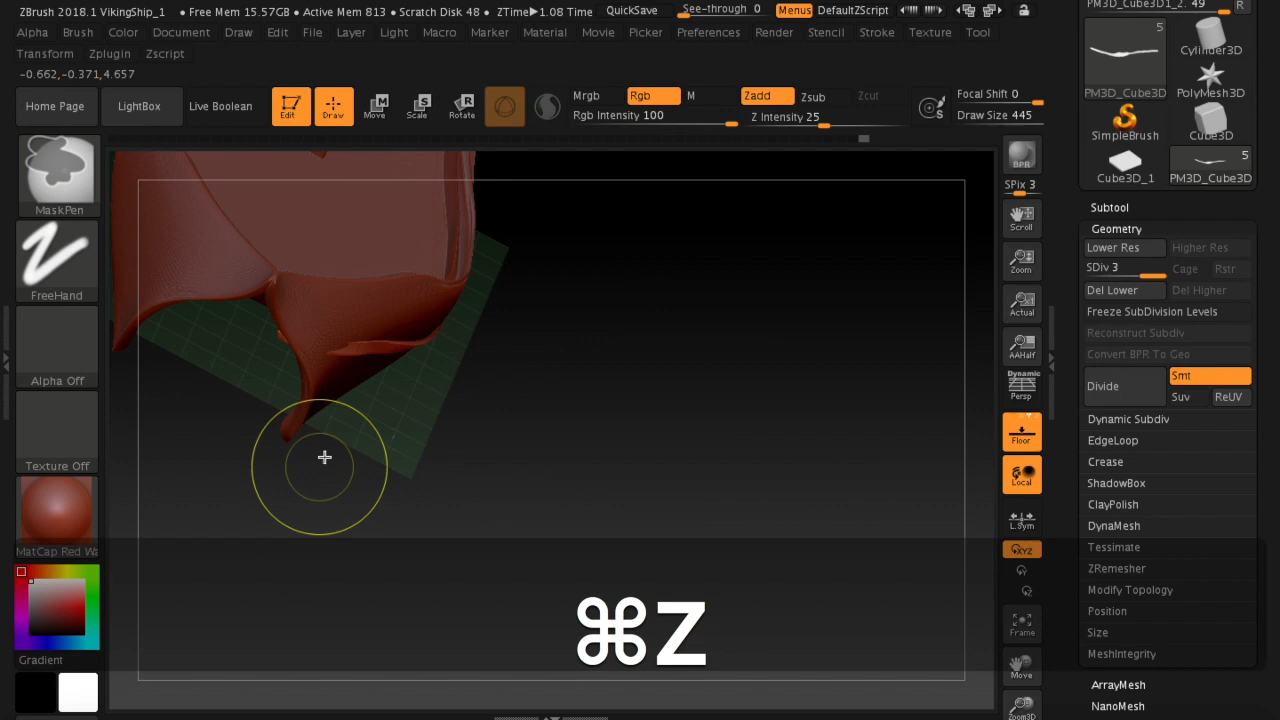 ZBrush 2018.1 VikingShip_1 • Free Mem 15.57GB • Active Mem 813 • Scratch Disk 48 • ZTime▶1.08 Time QuickSave See-through 0 Menus DefaultZScript
Alpha Brush Color Document Draw Edit File Layer Light Macro Marker Material Movie Picker Preferences Render Stencil Stroke Texture Tool
Transform Zplugin Zscript
-0.662,-0.371,4.657
Home Page LightBox Live Boolean Edit Draw Move Scale Rotate
Mrgb Rgb M Zadd Zsub Zcut Focal Shift 0
Rgb Intensity 100 Z Intensity 25 Draw Size 445
S
MaskPen
FreeHand
Alpha Off
Texture Off
Gradient
BPR
SPix 3
Scroll
Zoom
Actual
AAHalf
Dynamic
Persp
Floor
Local
L.Sym
XYZ
Y
Z
Frame
Move
Zoom3D
PM3D_Cube3D1_2. 49 R
5
Cylinder3D
PM3D_Cube3D PolyMesh3D
SimpleBrush Cube3D
5
Cube3D_1 PM3D_Cube3D
Subtool
Geometry
Lower Res Higher Res
SDiv 3 Cage Rstr
Del Lower Del Higher
Freeze SubDivision Levels
Reconstruct Subdiv
Convert BPR To Geo
Divide Smt
Suv ReUV
Dynamic Subdiv
EdgeLoop
Crease
ShadowBox
ClayPolish
DynaMesh
Tessimate
ZRemesher
Modify Topology
Position
Size
MeshIntegrity
ArrayMesh
NanoMesh
⌘Z